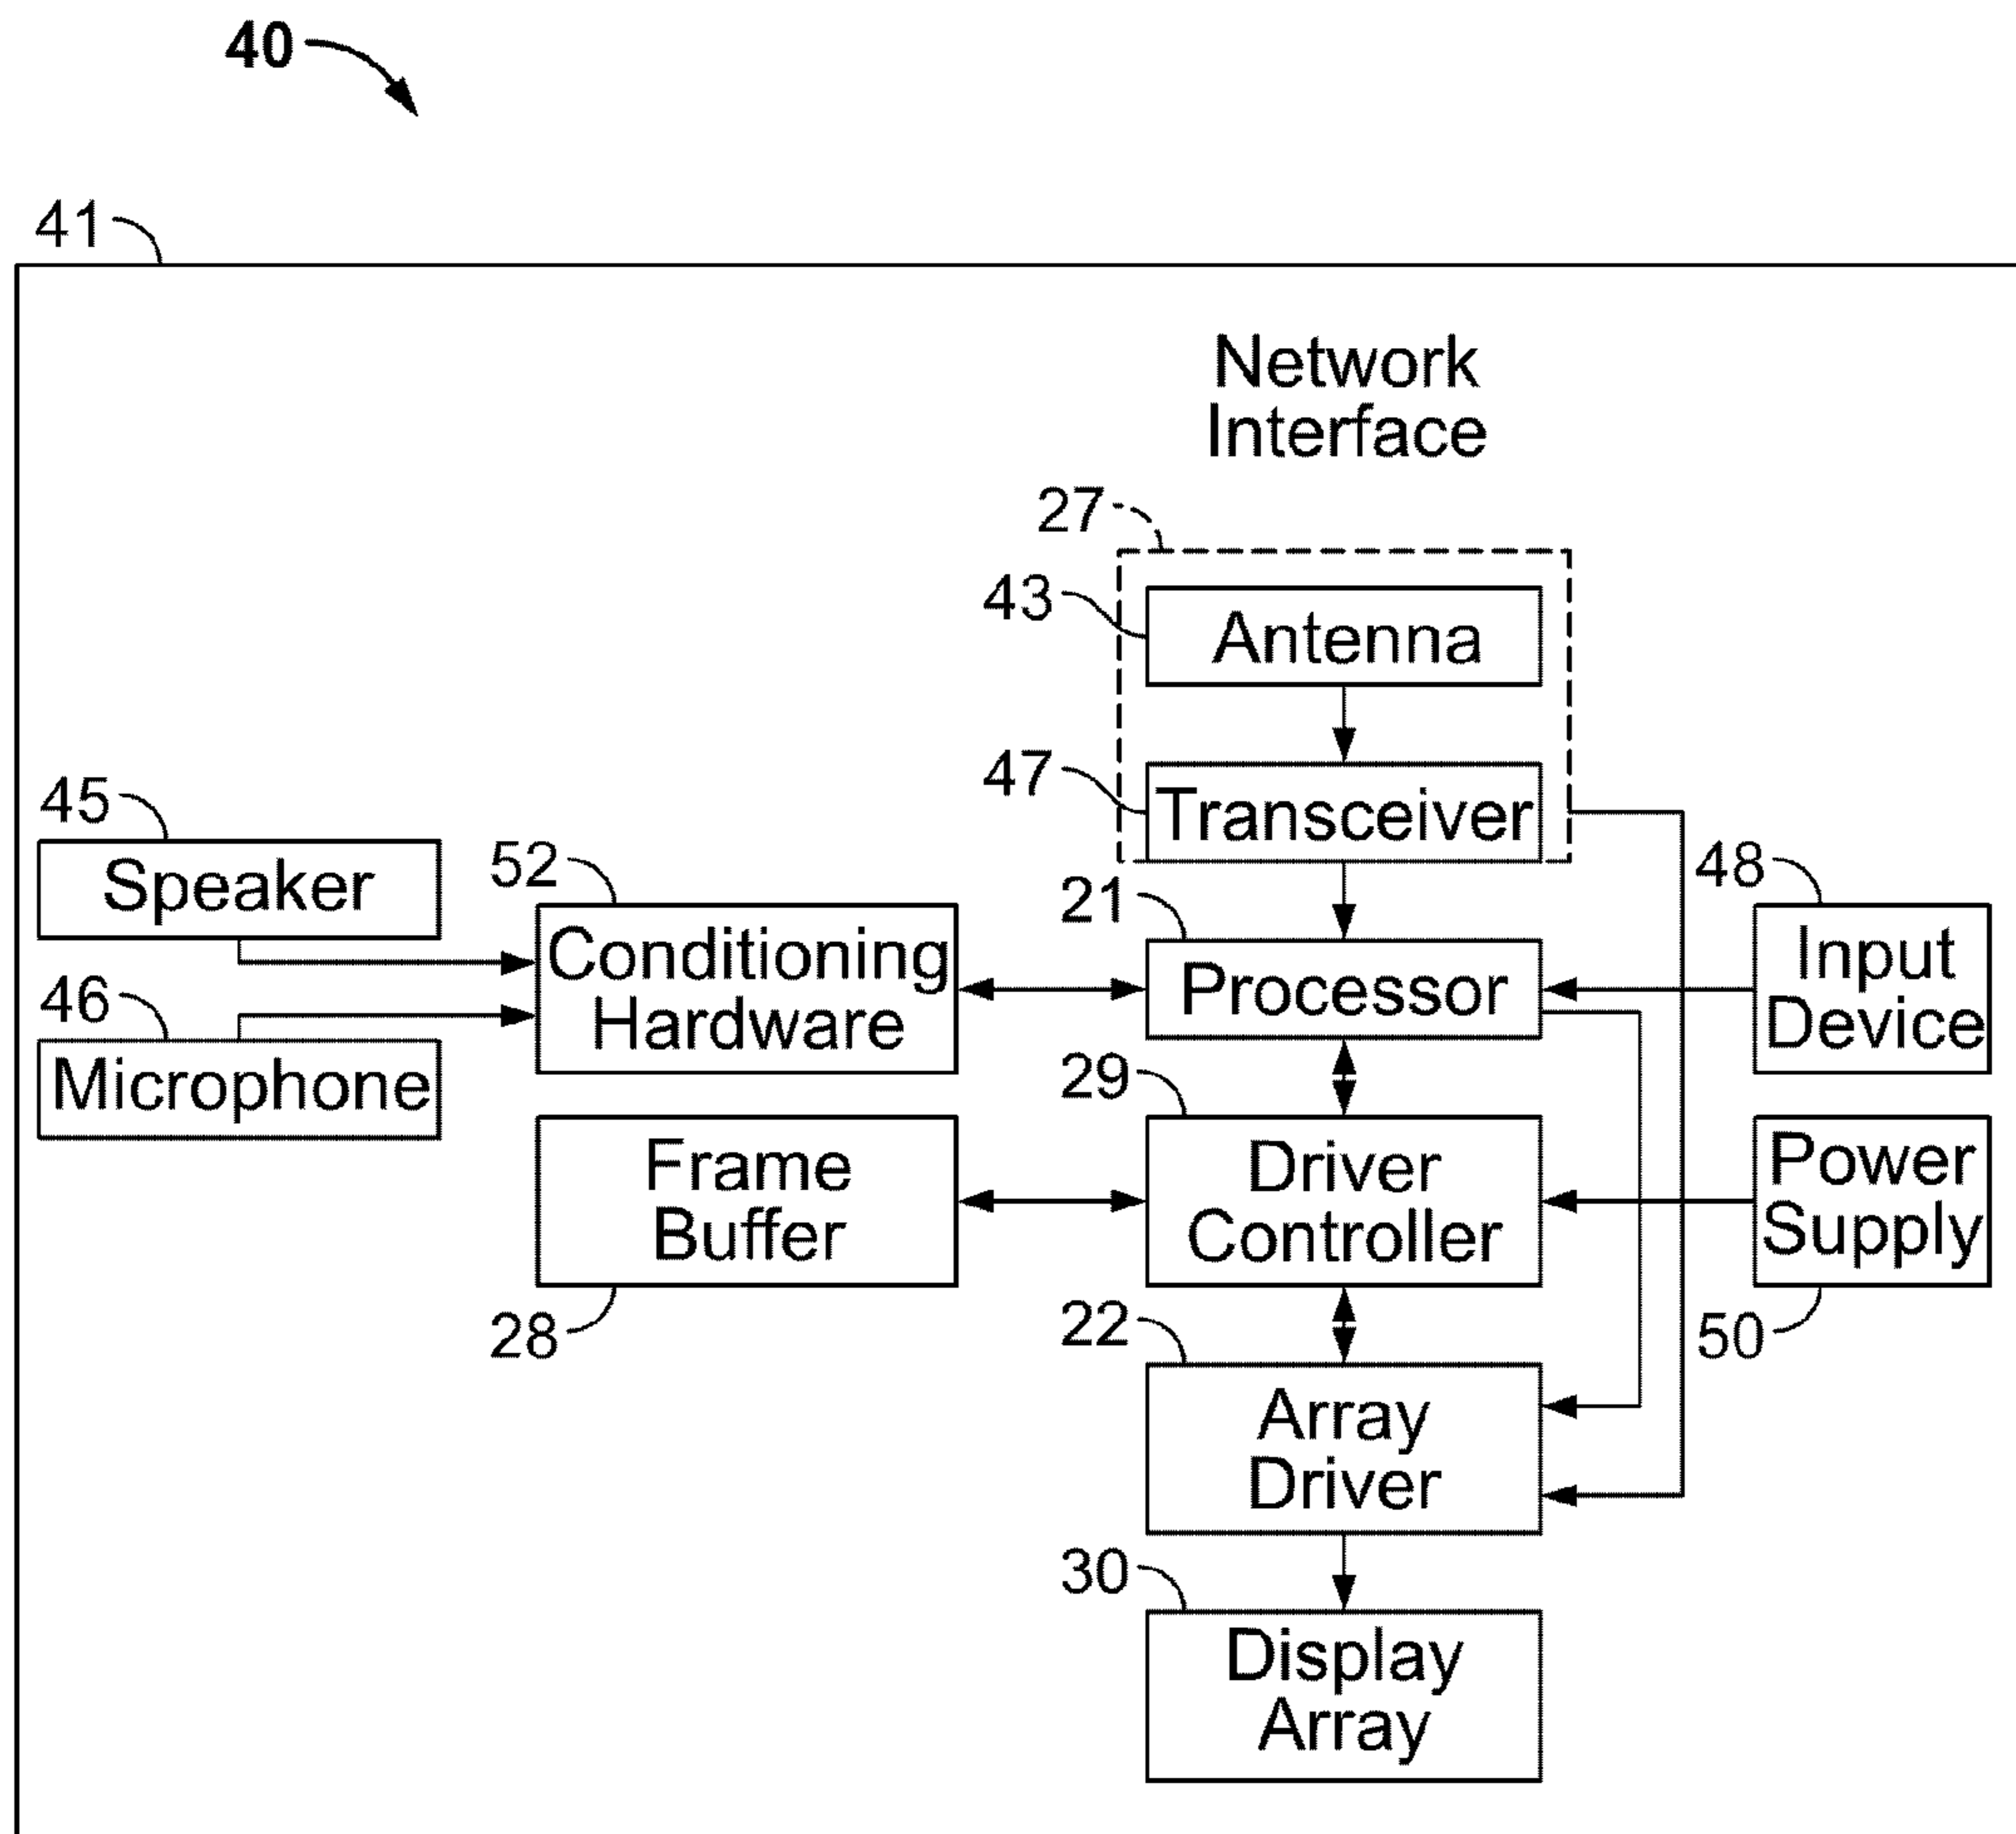 40
41
Network
Interface
27
43
Antenna
47
Transceiver
45
Speaker
52
Conditioning
Hardware
21
Processor
48
Input
Device
46
Microphone
29
Driver
Controller
Frame
Buffer
28
Power
Supply
50
22
Array
Driver
30
Display
Array